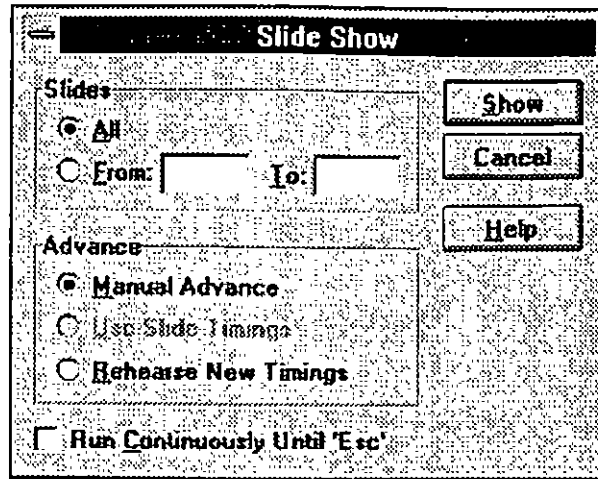 Slide Show
Slides
All
From: To:
Show
Cancel
Help
Advance
Manual Advance
Use Slide Timings
Rehearse New Timings
Run Continuously Until 'Esc'